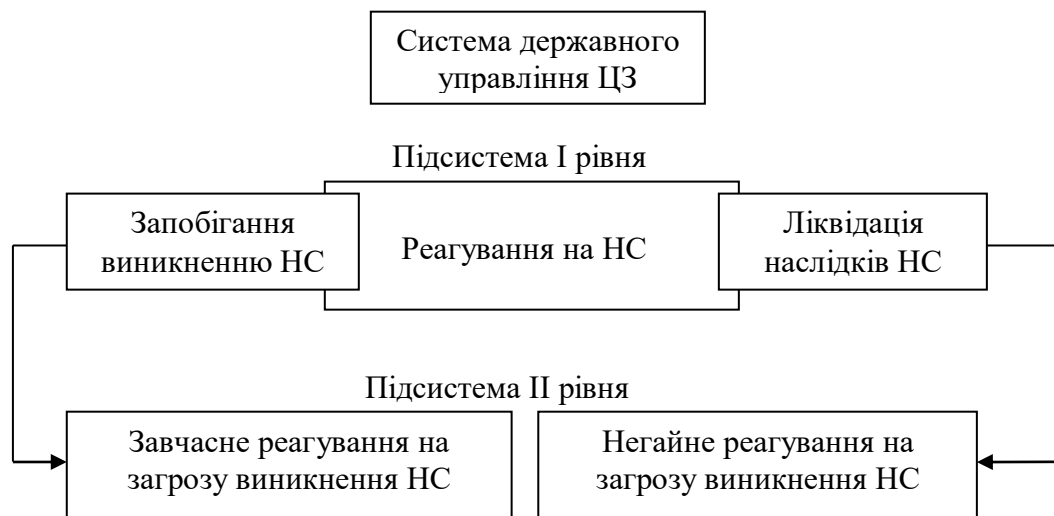 Система державного
управління ЦЗ
Підсистема І рівня
Запобігання
виникненню НС
Реагування на НС
Ліквідація
наслідків НС
Підсистема ІІ рівня
Завчасне реагування на
загрозу виникнення НС
Негайне реагування на
загрозу виникнення НС